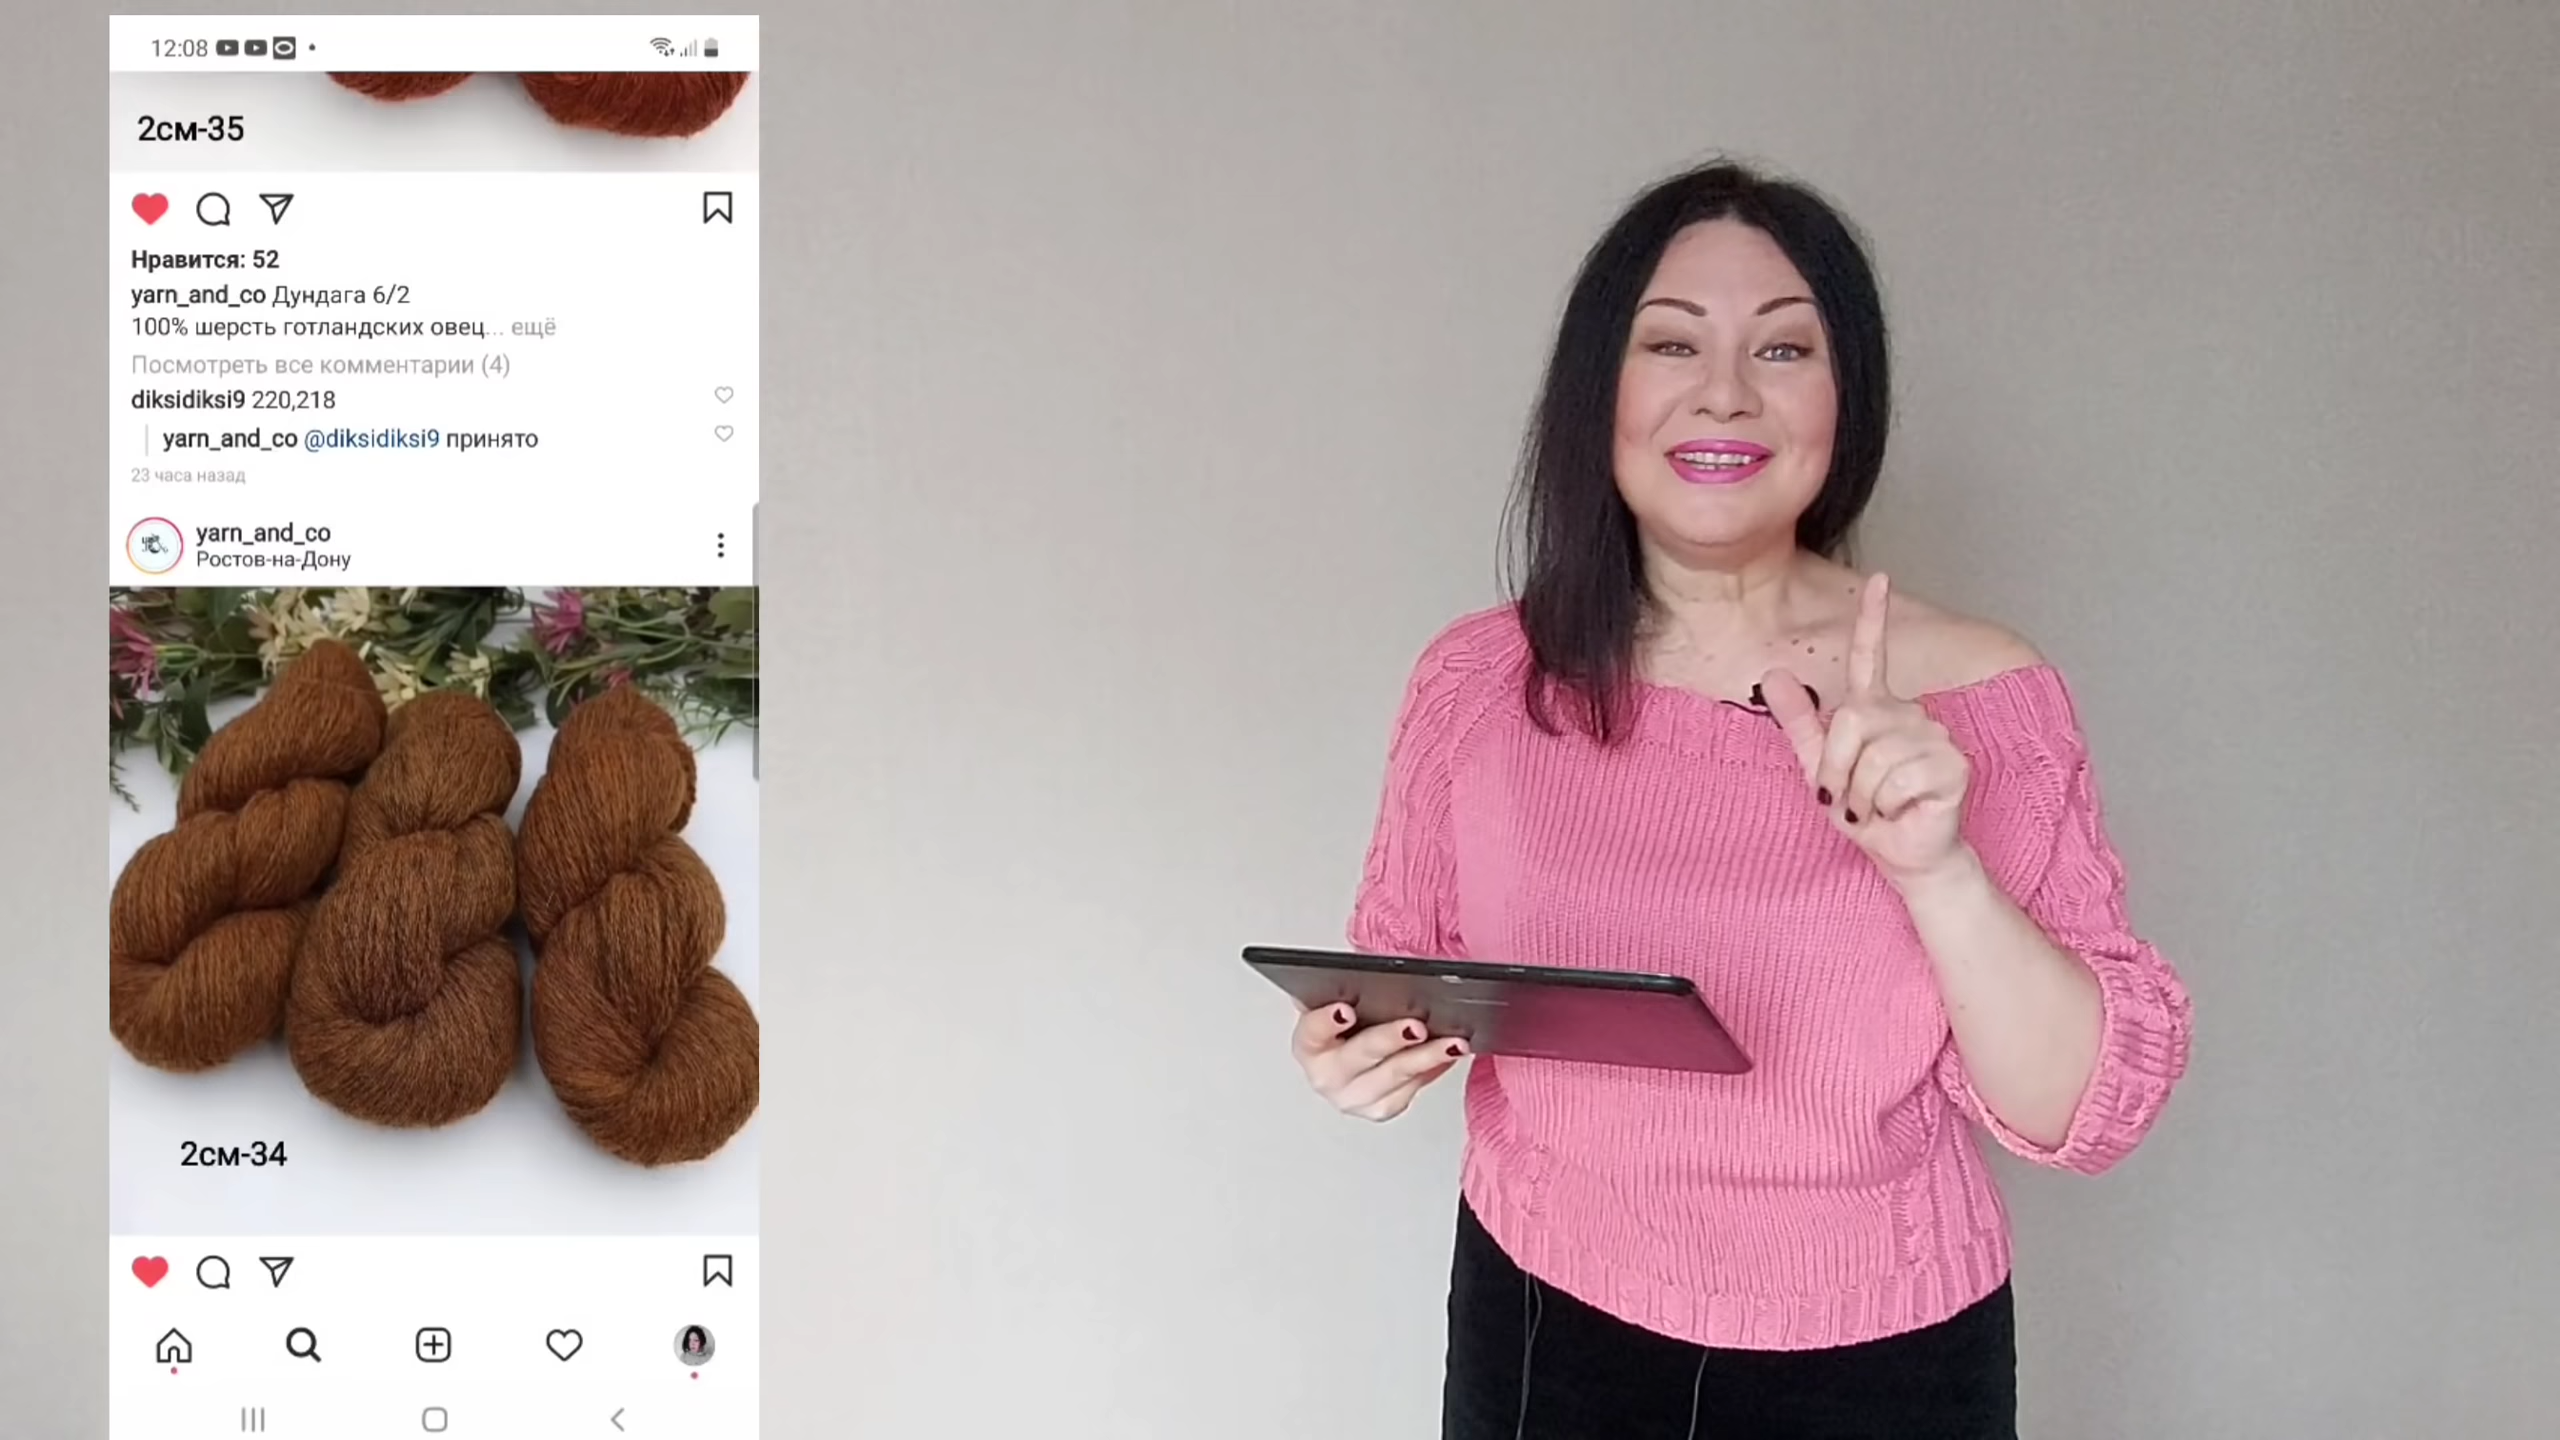 12:08
2см-35
Нравится: 52
yarn_and_co Дундага 6/2
100% шерсть готландских овец... ещё
Посмотреть все комментарии (4)
diksidiksi9 220,218
yarn_and_co @diksidiksi9 принято
23 часа назад
yarn_and_co
Ростов-на-Дону
2см-34